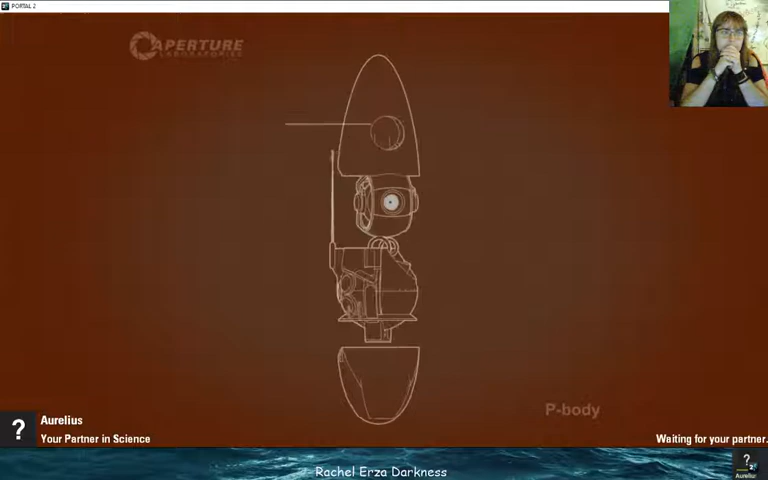 PORTAL 2
APERTURE
LABORATORIES
P-body
?
Aurelius
Your Partner in Science
Waiting for your partner.
Rachel Erza Darkness
?
Aurelius